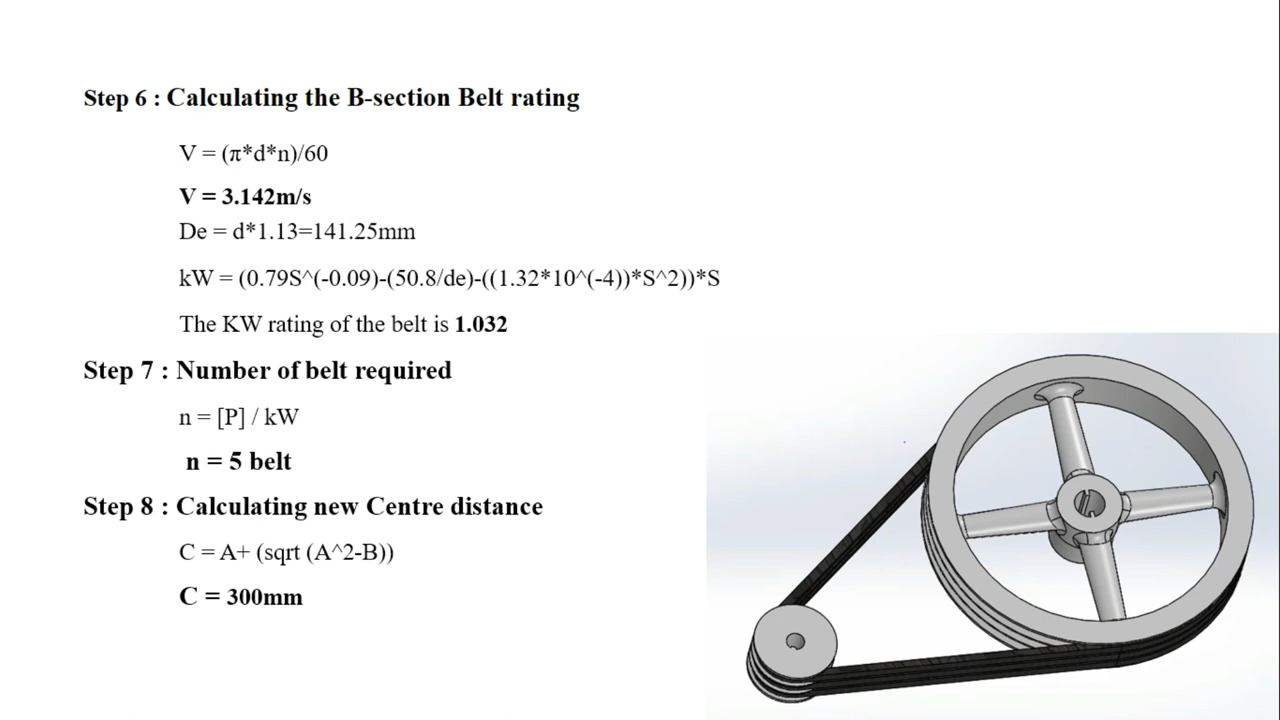 Step 6 : Calculating the B-section Belt rating
V = (π*d*n)/60
V = 3.142m/s
De = d*1.13=141.25mm
kW = (0.79S^(-0.09)-(50.8/de)-((1.32*10^(-4))*S^2))*S
The KW rating of the belt is 1.032
Step 7 : Number of belt required
n = [P] / kW
n = 5 belt
Step 8 : Calculating new Centre distance
C = A+ (sqrt (A^2-B))
C = 300mm